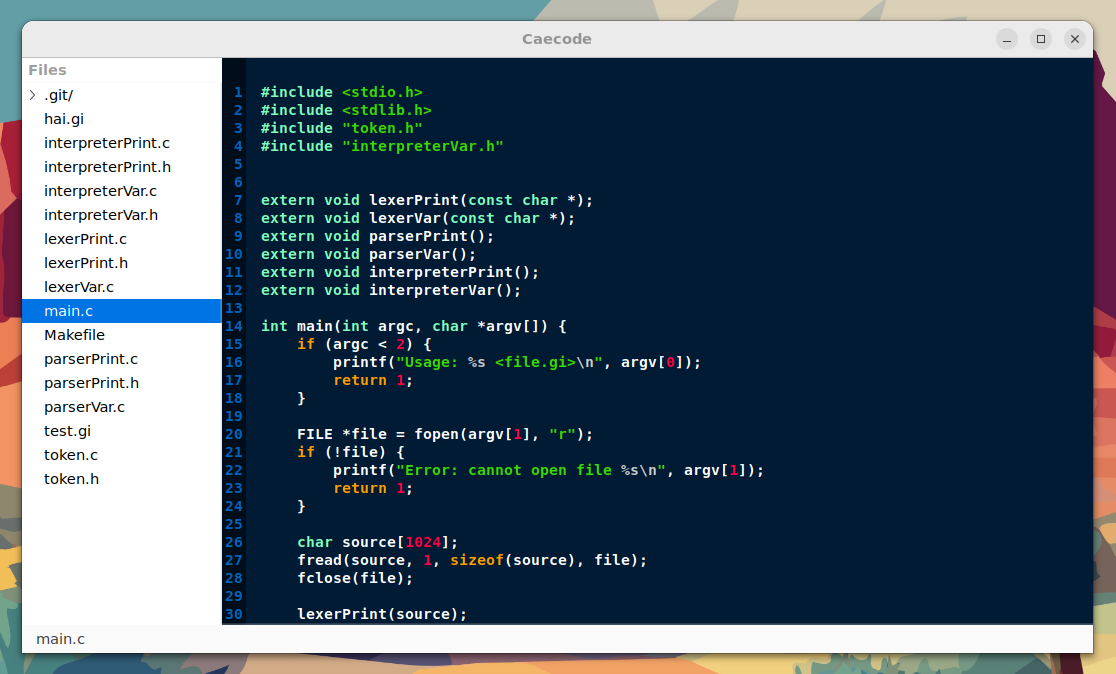 Caecode
Files
.git/
hai.gi
interpreterPrint.c
interpreterPrint.h
interpreterVar.c
interpreterVar.h
lexerPrint.c
lexerPrint.h
lexerVar.c
main.c
Makefile
parserPrint.c
parserPrint.h
parserVar.c
test.gi
token.c
token.h
1 #include <stdio.h>
2 #include <stdlib.h>
3 #include "token.h"
4 #include "interpreterVar.h"
5
6
7 extern void lexerPrint(const char *);
8 extern void lexerVar(const char *);
9 extern void parserPrint();
10 extern void parserVar();
11 extern void interpreterPrint();
12 extern void interpreterVar();
13
14 int main(int argc, char *argv[]) {
15     if (argc < 2) {
16         printf("Usage: %s <file.gi>\n", argv[0]);
17         return 1;
18     }
19
20     FILE *file = fopen(argv[1], "r");
21     if (!file) {
22         printf("Error: cannot open file %s\n", argv[1]);
23         return 1;
24     }
25
26     char source[1024];
27     fread(source, 1, sizeof(source), file);
28     fclose(file);
29
30     lexerPrint(source);
main.c